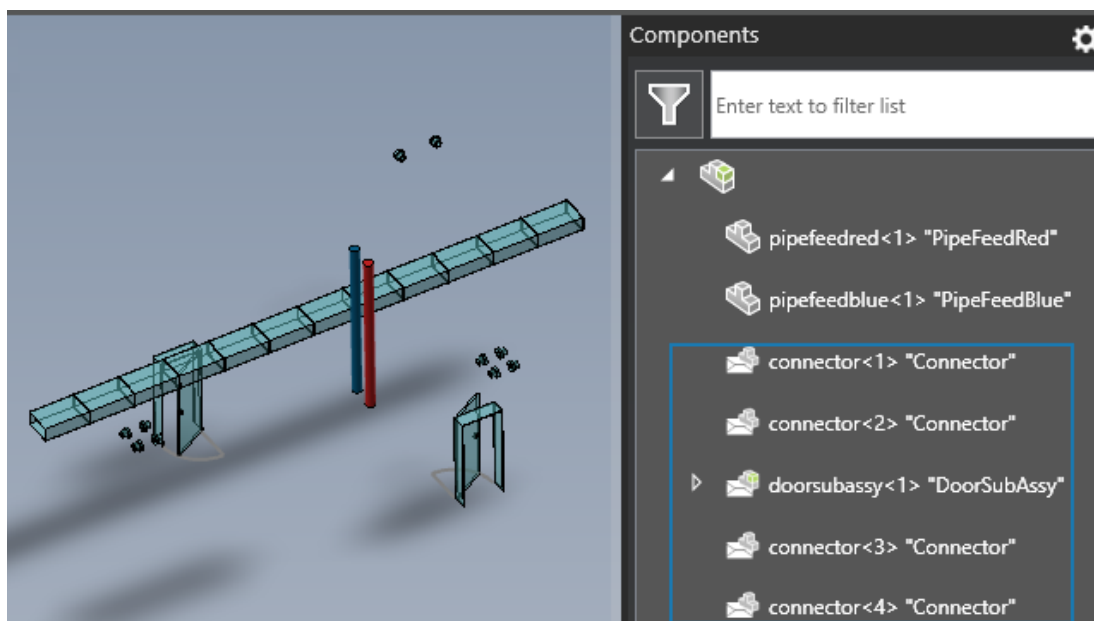 Components
Enter text to filter list
pipefeedred<1> "PipeFeedRed"
pipefeedblue<1> "PipeFeedBlue"
connector<1> "Connector"
connector<2> "Connector"
doorsubassy<1> "DoorSubAssy"
connector<3> "Connector"
connector<4> "Connector"